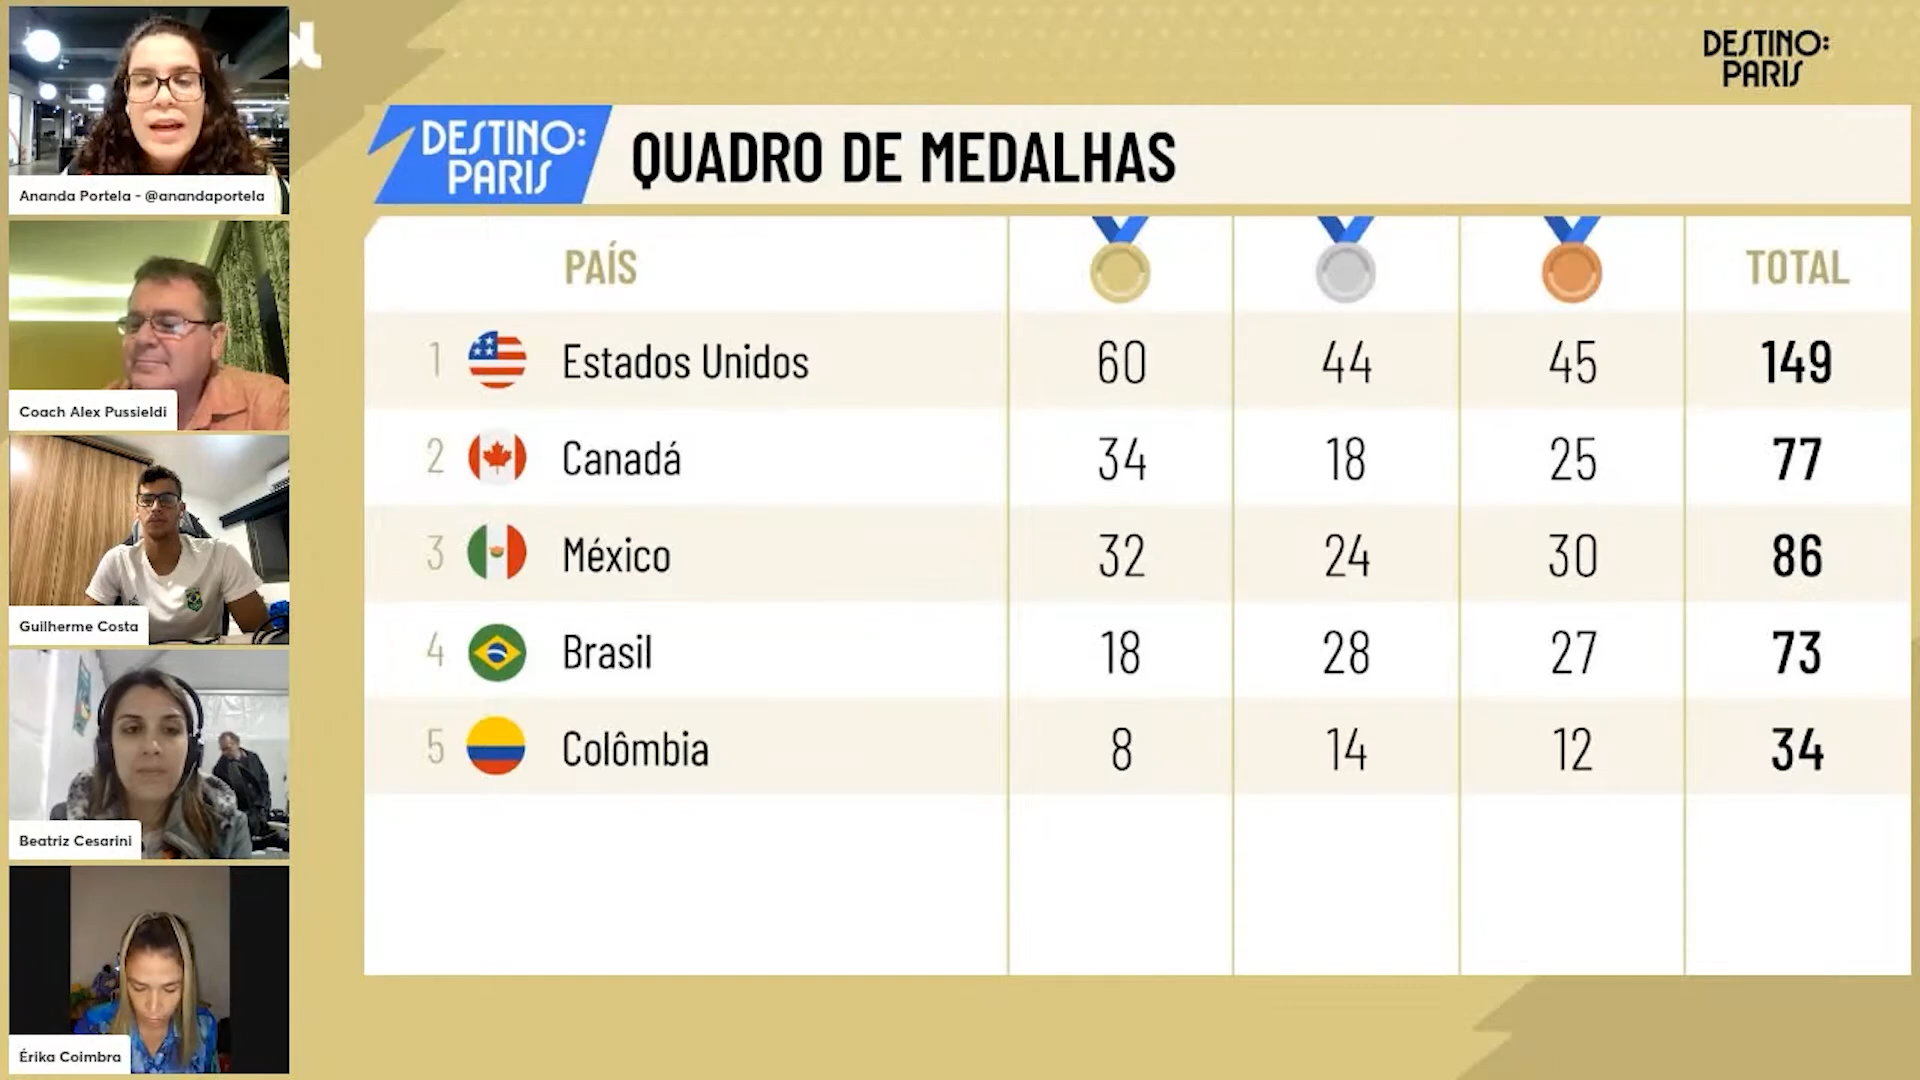 DESTINO:
PARIS
DESTINO:
PARIS
QUADRO DE MEDALHAS
PAÍS TOTAL
1 Estados Unidos 60 44 45 149
2 Canadá 34 18 25 77
3 México 32 24 30 86
4 Brasil 18 28 27 73
5 Colômbia 8 14 12 34
Ananda Portela - @anandaportela
Coach Alex Pussieldi
Guilherme Costa
Beatriz Cesarini
Érika Coimbra